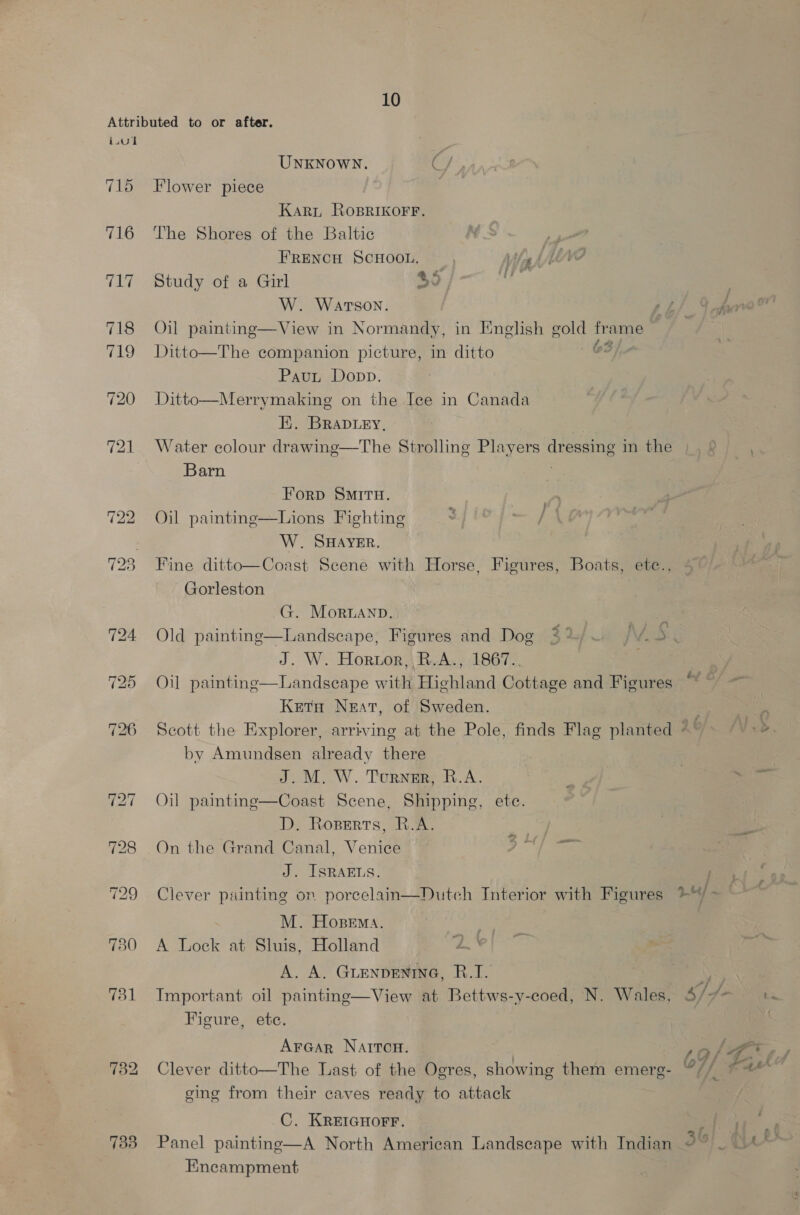 10
Attributed to or after.
UNKNOWN.
715 Flower piece
KARL ROBRIKOFF.
716 The Shores of the Baltic
FRENCH SCHOOL.
717 Study of a Girl
W. WATSON.
718 Oil painting—View in Normandy, in English gold frame
719 Ditto—The companion picture, in ditto 63/-
PAUL DODD.
720 Ditto—Merrymaking on the Ice in Canada
E. BRADLEY,
721 Water colour drawing—The Strolling Players dressing in the
Barn
FORD SMITH.
722 Oil painting—Lions Fighting
W. SHAYER.
723 Fine ditto—Coast Scene with Horse, Figures, Boats, etc.,
Gorleston
G. MORLAND.
724 Old painting—Landscape, Figures and Dog 32/- N.S.
J. W. HORLOR, R.A., 1867.
725 Oil painting—Landscape with Highland Cottage and Figures
KETH NEAT, of Sweden.
726 Scott the Explorer, arriving at the Pole, finds Flag planted
by Amundsen already there
J. M. W. TURNER, R.A.
727 Oil painting—Coast Scene, Shipping, etc.
D. ROBERTS, R.A.
728 On the Grand Canal, Venice
J. ISRAELS.
729 Clever painting on porcelain—Dutch Interior with Figures
M. HOBEMA.
730 A Lock at Sluis, Holland
A. A. GLENDENING, R.I.
731 Important oil painting—View at Bettws-y-coed, N. Wales,
Figure, etc.
AFGAR NAITCH.
732 Clever ditto—The Last of the Ogres, showing them emerg-
ging from their caves ready to attack
C. KREIGHOFF.
733 Panel painting—A North American Landscape with Indian
Encampment